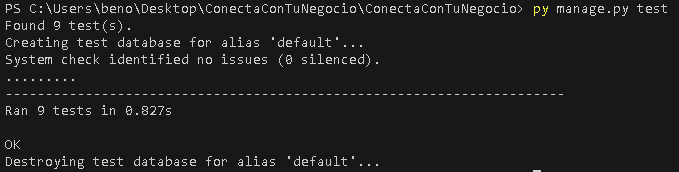 PS C:\Users\beno\Desktop\ConectaConTuNegocio\ConectaConTuNegocio> py manage.py test
Found 9 test(s).
Creating test database for alias 'default'...
System check identified no issues (0 silenced).
.........
----------------------------------------------------------------------
Ran 9 tests in 0.827s

OK
Destroying test database for alias 'default'...